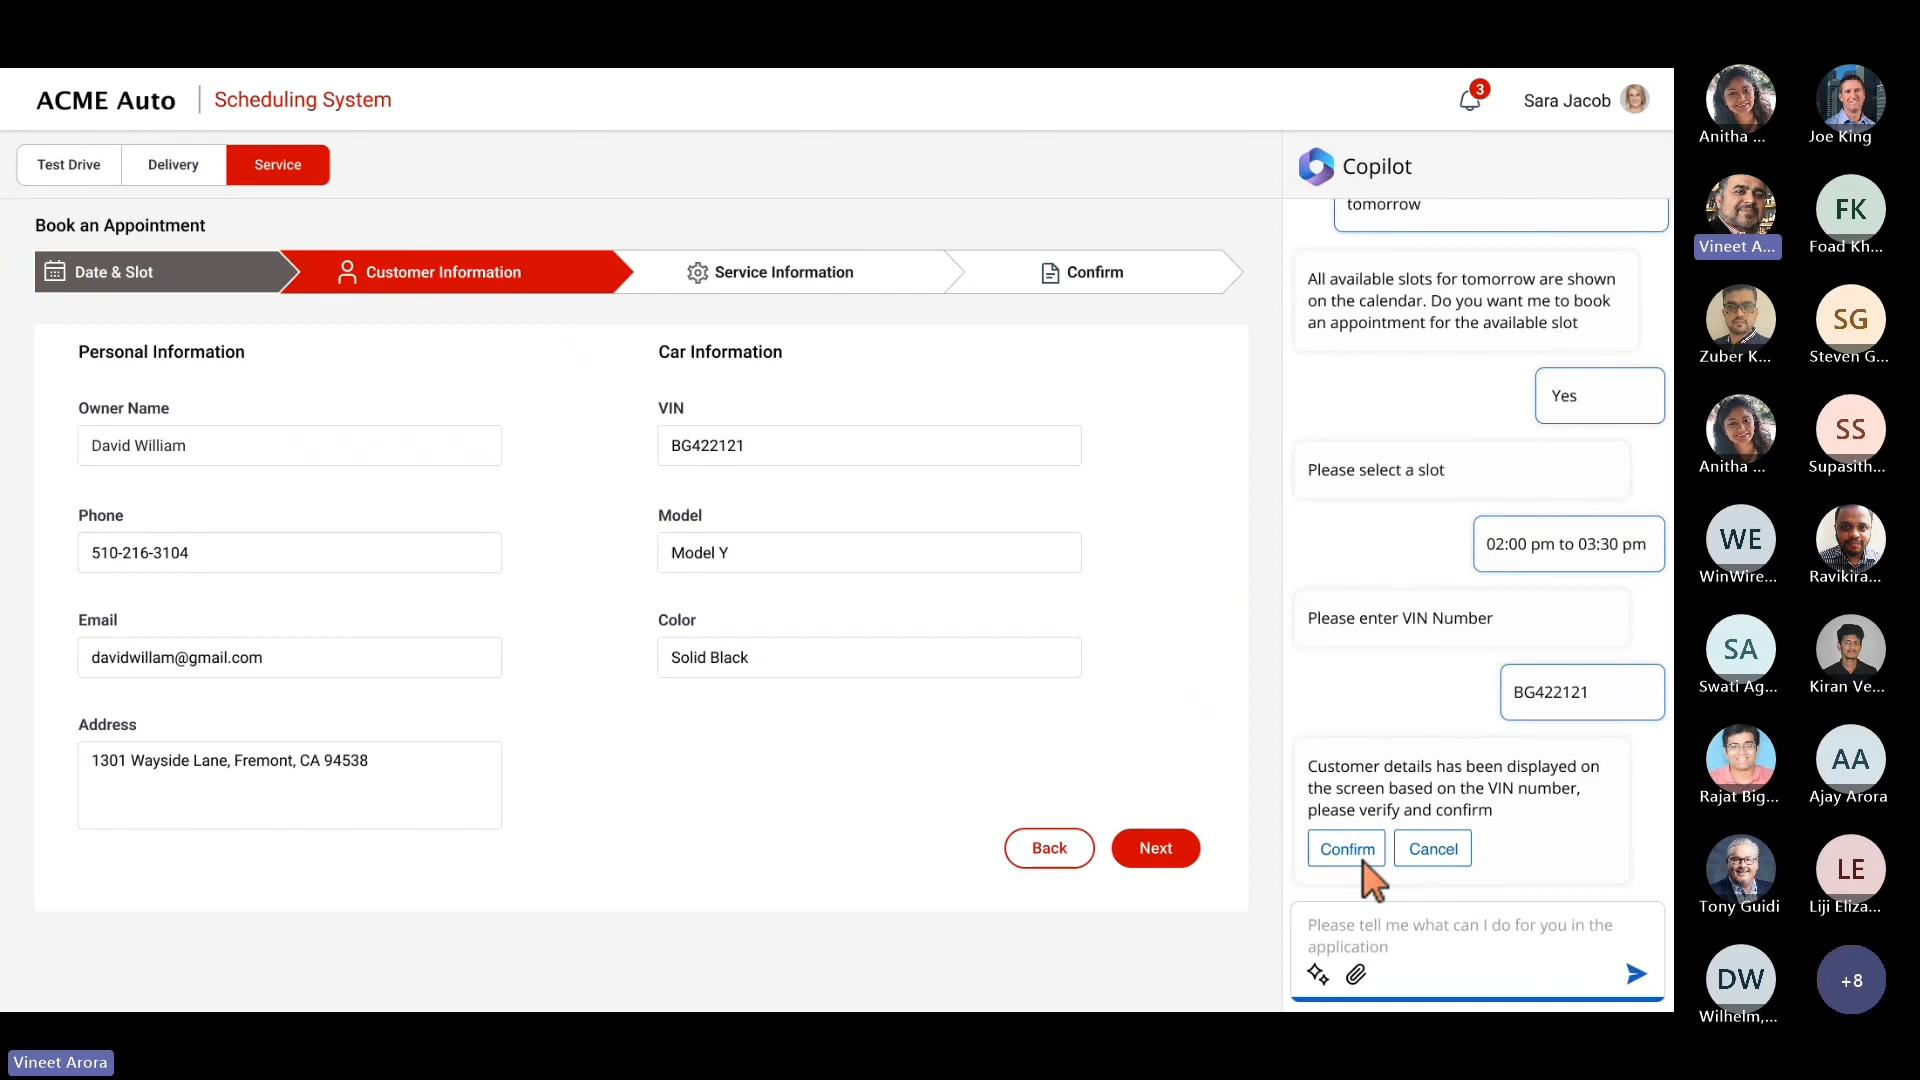 ACME Auto
Scheduling System
3
Sara Jacob
Test Drive
Delivery
Service
Book an Appointment
Date & Slot
Customer Information
Service Information
Confirm
Personal Information
Owner Name
David William
Phone
510-216-3104
Email
davidwillam@gmail.com
Address
1301 Wayside Lane, Fremont, CA 94538
Car Information
VIN
BG422121
Model
Model Y
Color
Solid Black
Back
Next
Copilot
tomorrow
All available slots for tomorrow are shown
on the calendar. Do you want me to book
an appointment for the available slot
Yes
Please select a slot
02:00 pm to 03:30 pm
Please enter VIN Number
BG422121
Customer details has been displayed on
the screen based on the VIN number,
please verify and confirm
Confirm
Cancel
Please tell me what can I do for you in the
application
Anitha ...
Joe King
Vineet A...
FK
Foad Kh...
Zuber K...
SG
Steven G...
Anitha ...
SS
Supasith...
WE
WinWire...
Ravikira...
SA
Swati Ag...
Kiran Ve...
Rajat Big...
AA
Ajay Arora
Tony Guidi
LE
Liji Eliza...
DW
Wilhelm,...
+8
Vineet Arora